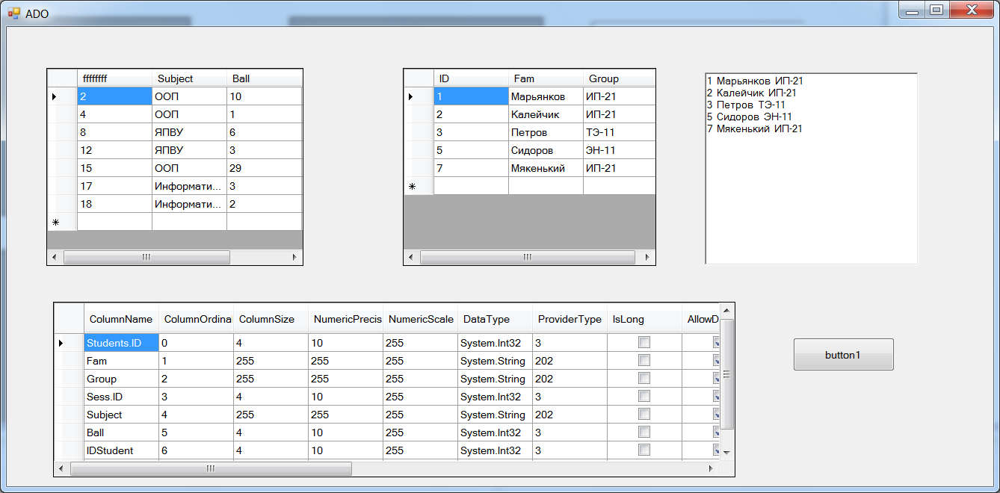 ADO
ffffffff Subject Ball
2 ООП 10
4 ООП 1
8 ЯПВУ 6
12 ЯПВУ 3
15 ООП 29
17 Информати... 3
18 Информати... 2
ID Fam Group
1 Марьянков ИП-21
2 Калейчик ИП-21
3 Петров ТЭ-11
5 Сидоров ЭН-11
7 Мякенький ИП-21
1 Марьянков ИП-21
2 Калейчик ИП-21
3 Петров ТЭ-11
5 Сидоров ЭН-11
7 Мякенький ИП-21
ColumnName ColumnOrdinal ColumnSize NumericPrecis NumericScale DataType ProviderType IsLong AllowD
Students.ID 0 4 10 255 System.Int32 3
Fam 1 255 255 255 System.String 202
Group 2 255 255 255 System.String 202
Sess.ID 3 4 10 255 System.Int32 3
Subject 4 255 255 255 System.String 202
Ball 5 4 10 255 System.Int32 3
IDStudent 6 4 10 255 System.Int32 3
button1